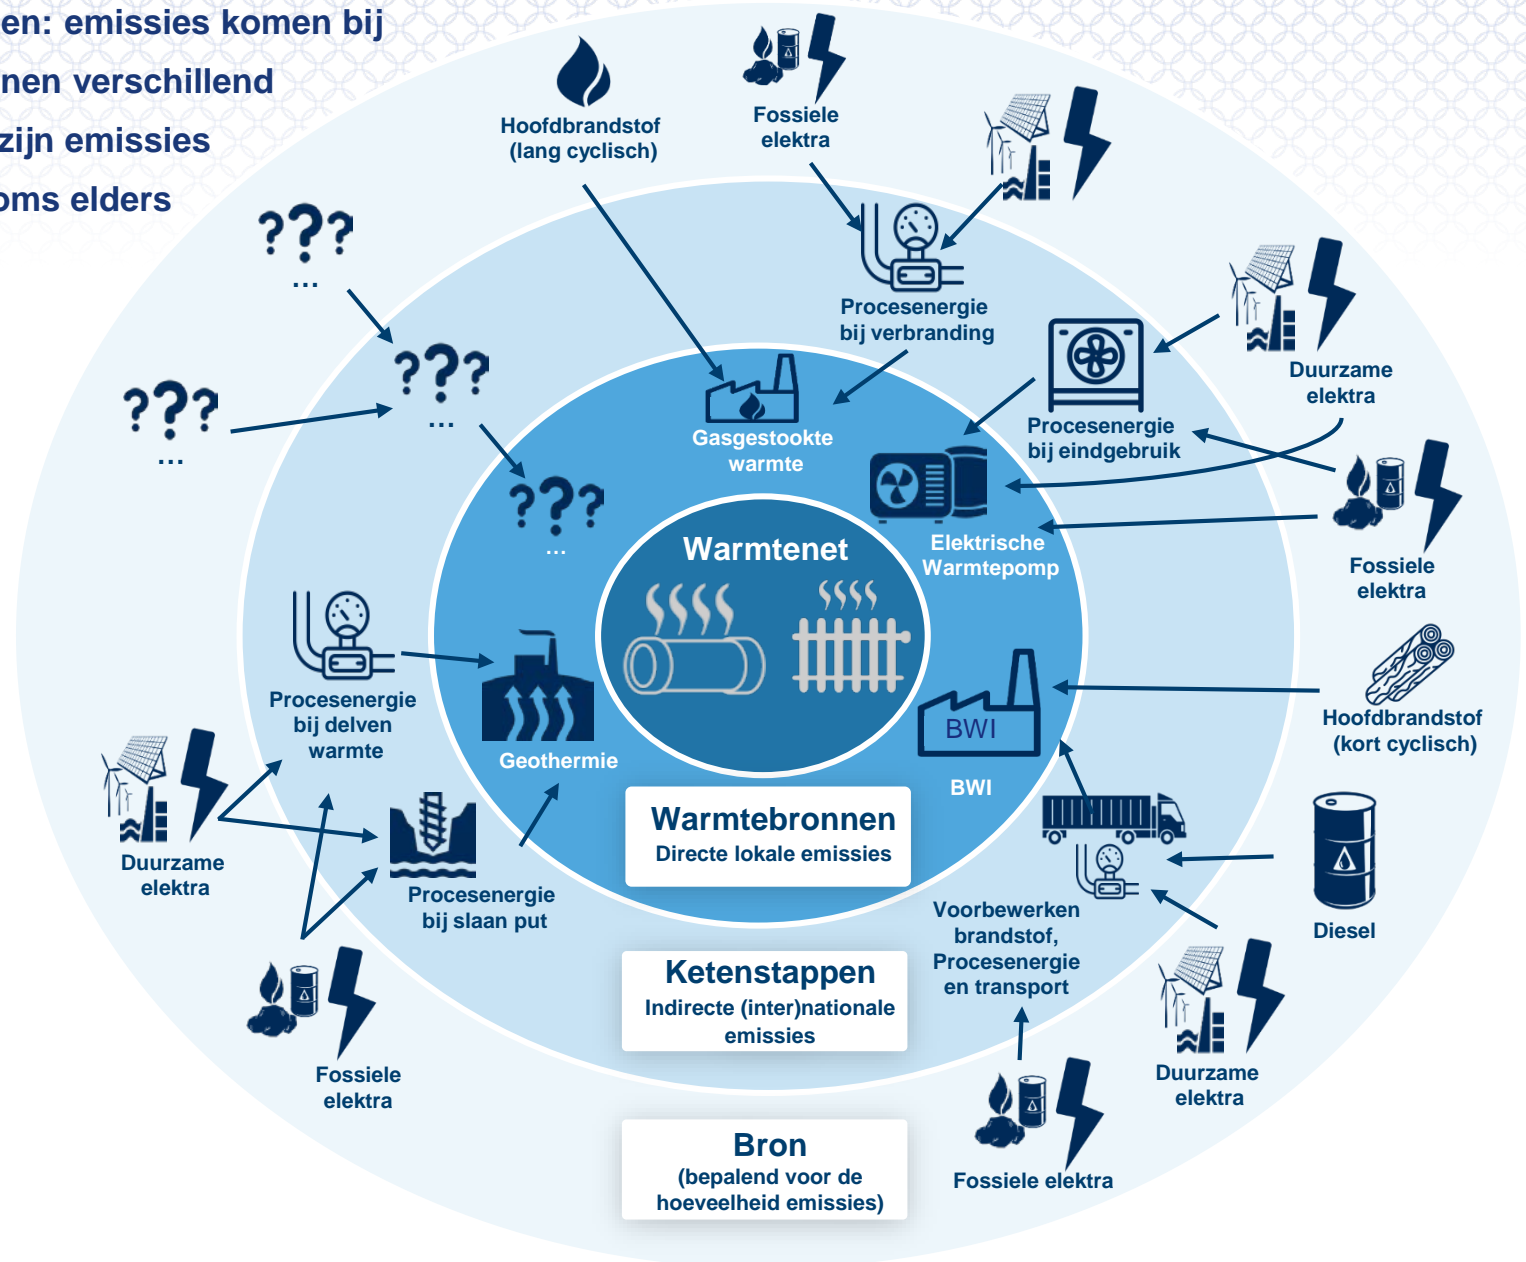 en: emissies komen bij
nen verschillend
zijn emissies
oms elders
Hoofdbrandstof
(lang cyclisch)
Fossiele
elektra
???
...
???
...
???
...
???
...
Procesenergie
bij verbranding
Duurzame
elektra
Procesenergie
bij eindgebruik
Gasgestookte
warmte
Elektrische
Warmtepomp
Fossiele
elektra
Warmtenet
Hoofdbrandstof
(kort cyclisch)
Procesenergie
bij delven
warmte
Geothermie
BWI
BWI
Duurzame
elektra
Procesenergie
bij slaan put
Warmtebronnen
Directe lokale emissies
Voorbewerken
brandstof,
Procesenergie
en transport
Diesel
Ketenstappen
Indirecte (inter)nationale
emissies
Fossiele
elektra
Duurzame
elektra
Bron
(bepalend voor de
hoeveelheid emissies)
Fossiele elektra